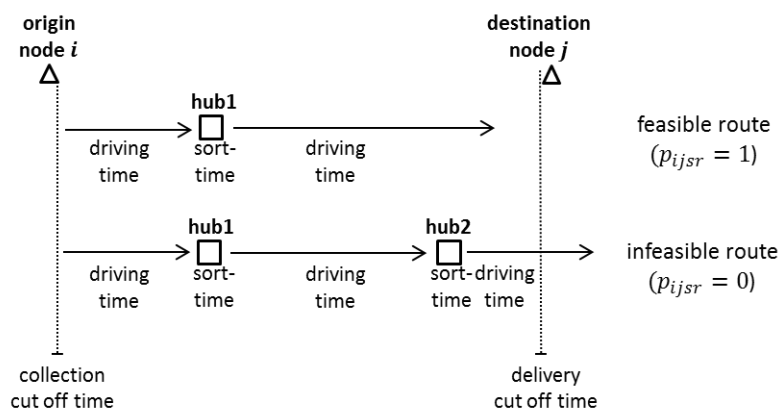 origin
node i
destination
node j
hub1
driving
time
sort-
time
driving
time
feasible route
(p_ijsr = 1)
hub1
hub2
driving
time
sort-
time
driving
time
sort-
time
driving
time
infeasible route
(p_ijsr = 0)
collection
cut off time
delivery
cut off time